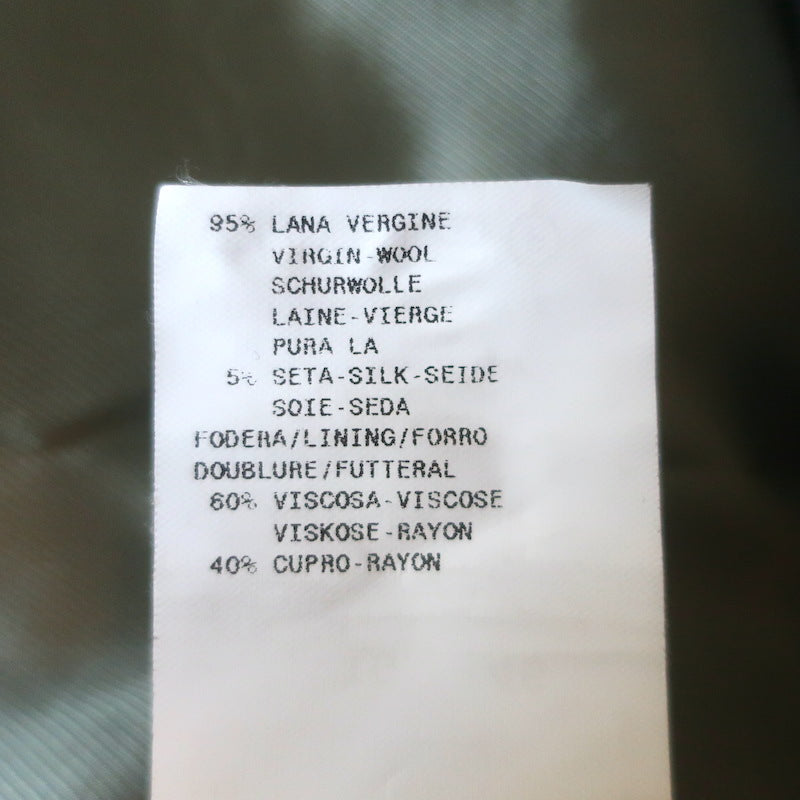 95% LANA VERGINE
VIRGIN-WOOL
SCHURWOLLE
LAINE-VIERGE
PURA LA
5% SETA-SILK-SEIDE
SOIE-SEDA
FODERA/LINING/FORRO
DOUBLURE/FUTTERAL
60% VISCOSA-VISCOSE
VISKOSE-RAYON
40% CUPRO-RAYON